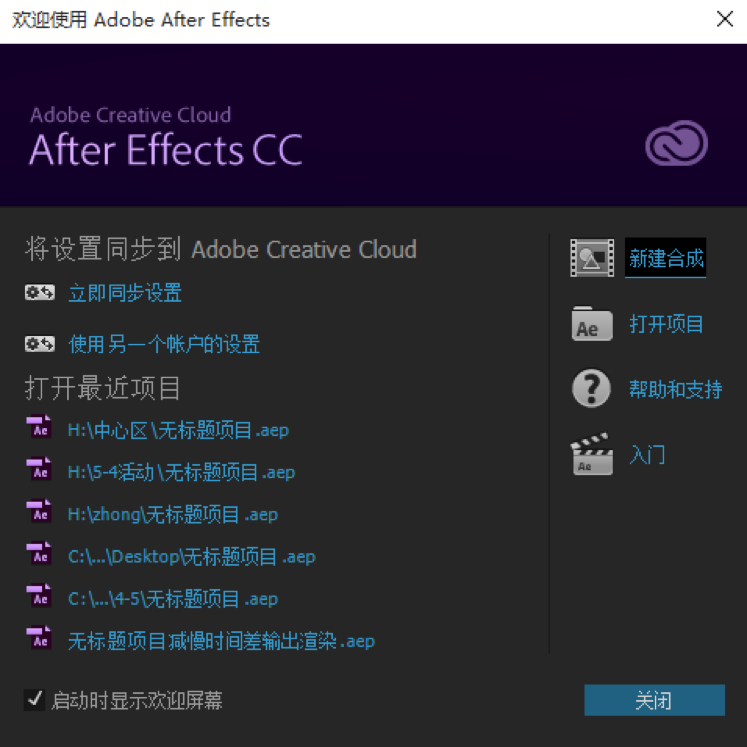 欢迎使用 Adobe After Effects
Adobe Creative Cloud
After Effects CC
将设置同步到 Adobe Creative Cloud
立即同步设置
使用另一个帐户的设置
打开最近项目
H:\中心区\无标题项目.aep
H:\5-4活动\无标题项目.aep
H:\zhong\无标题项目.aep
C:\...\Desktop\无标题项目.aep
C:\...\4-5\无标题项目.aep
无标题项目减慢时间差输出渲染.aep
新建合成
Ae
打开项目
帮助和支持
入门
启动时显示欢迎屏幕
关闭